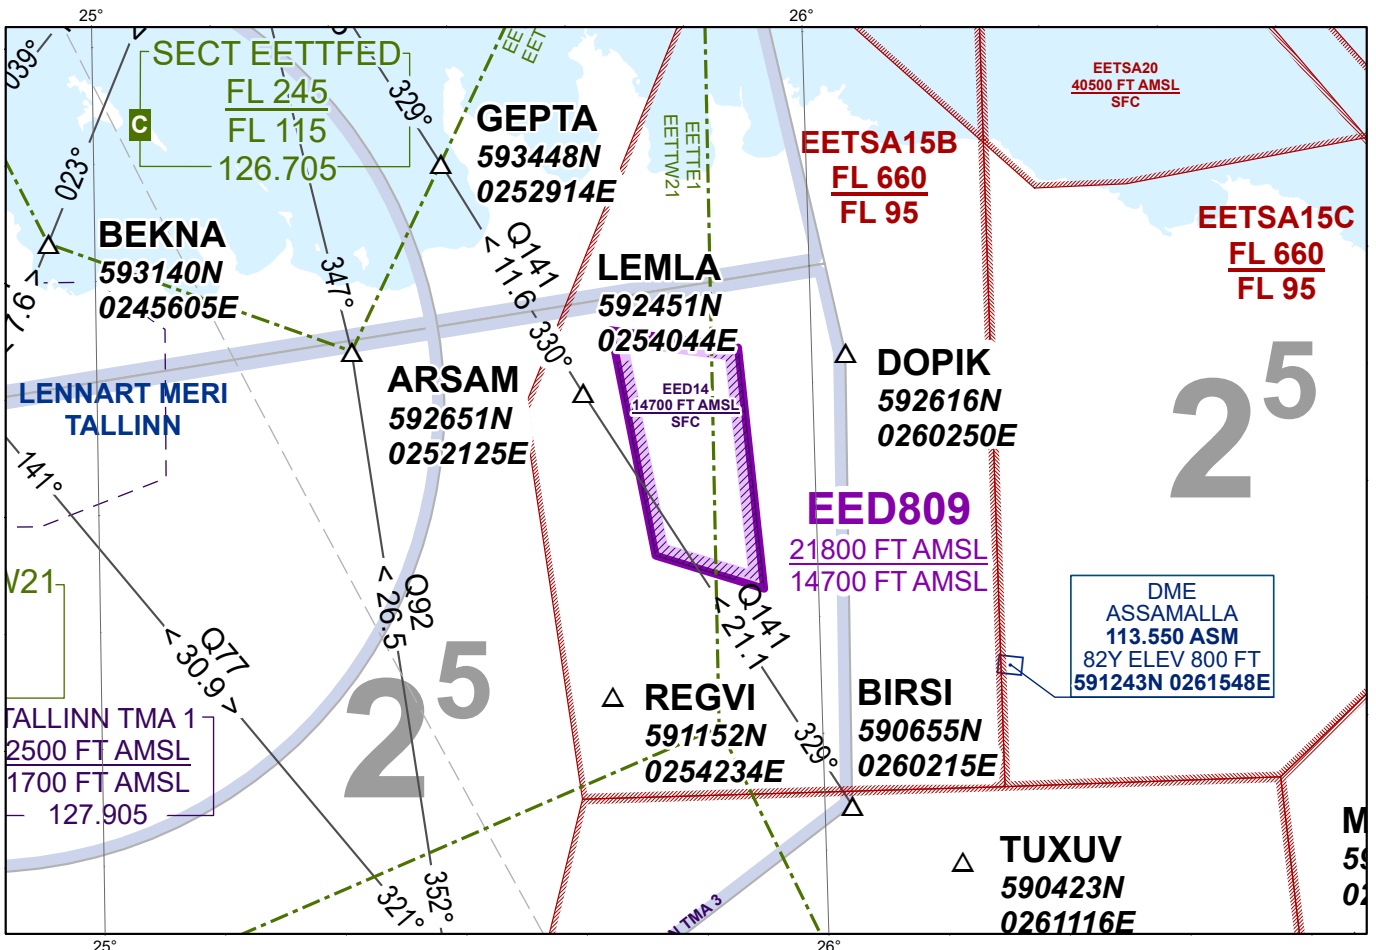 25°
26°
039°
SECT EETTFED
FL 245
FL 115
126.705
C
329°
GEPTA
593448N
0252914E
EETTE1
EETTW21
EETSA20
40500 FT AMSL
SFC
EETSA15B
FL 660
FL 95
EETSA15C
FL 660
FL 95
023°
BEKNA
593140N
0245605E
< 7.6 >
347°
Q141
< 11.6
330°
LEMLA
592451N
0254044E
LENNART MERI
TALLINN
ARSAM
592651N
0252125E
EED14
14700 FT AMSL
SFC
DOPIK
592616N
0260250E
2 5
141°
EED809
21800 FT AMSL
14700 FT AMSL
W21
Q92
< 26.5
Q77
< 30.9 >
Q141
< 21.1
DME
ASSAMALLA
113.550 ASM
82Y ELEV 800 FT
591243N 0261548E
2 5
REGVI
591152N
0254234E
BIRSI
590655N
0260215E
329°
TALLINN TMA 1
2500 FT AMSL
1700 FT AMSL
127.905
TUXUV
590423N
0261116E
M
59
02
321°
352°
N TMA 3
25°
26°